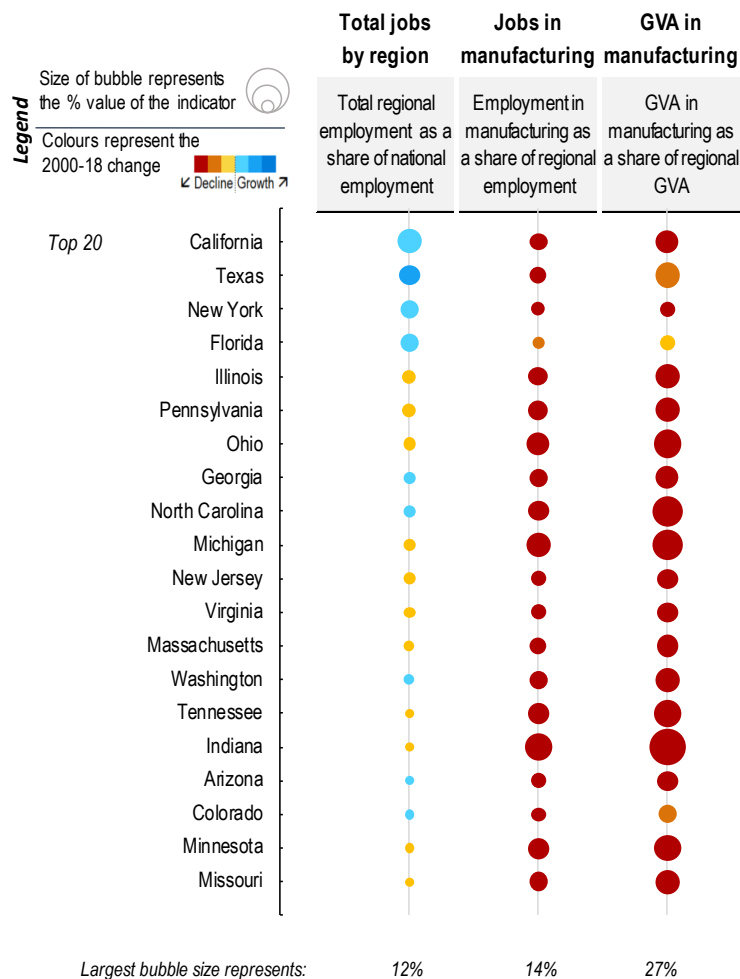 Total jobs
by region
Jobs in
manufacturing
GVA in
manufacturing
Legend
Size of bubble represents
the % value of the indicator
Colours represent the
2000-18 change
↙ Decline Growth ↗
Total regional
employment as a
share of national
employment
Employment in
manufacturing as
a share of regional
employment
GVA in
manufacturing as
a share of regional
GVA
Top 20
California
Texas
New York
Florida
Illinois
Pennsylvania
Ohio
Georgia
North Carolina
Michigan
New Jersey
Virginia
Massachusetts
Washington
Tennessee
Indiana
Arizona
Colorado
Minnesota
Missouri
Largest bubble size represents: 12% 14% 27%